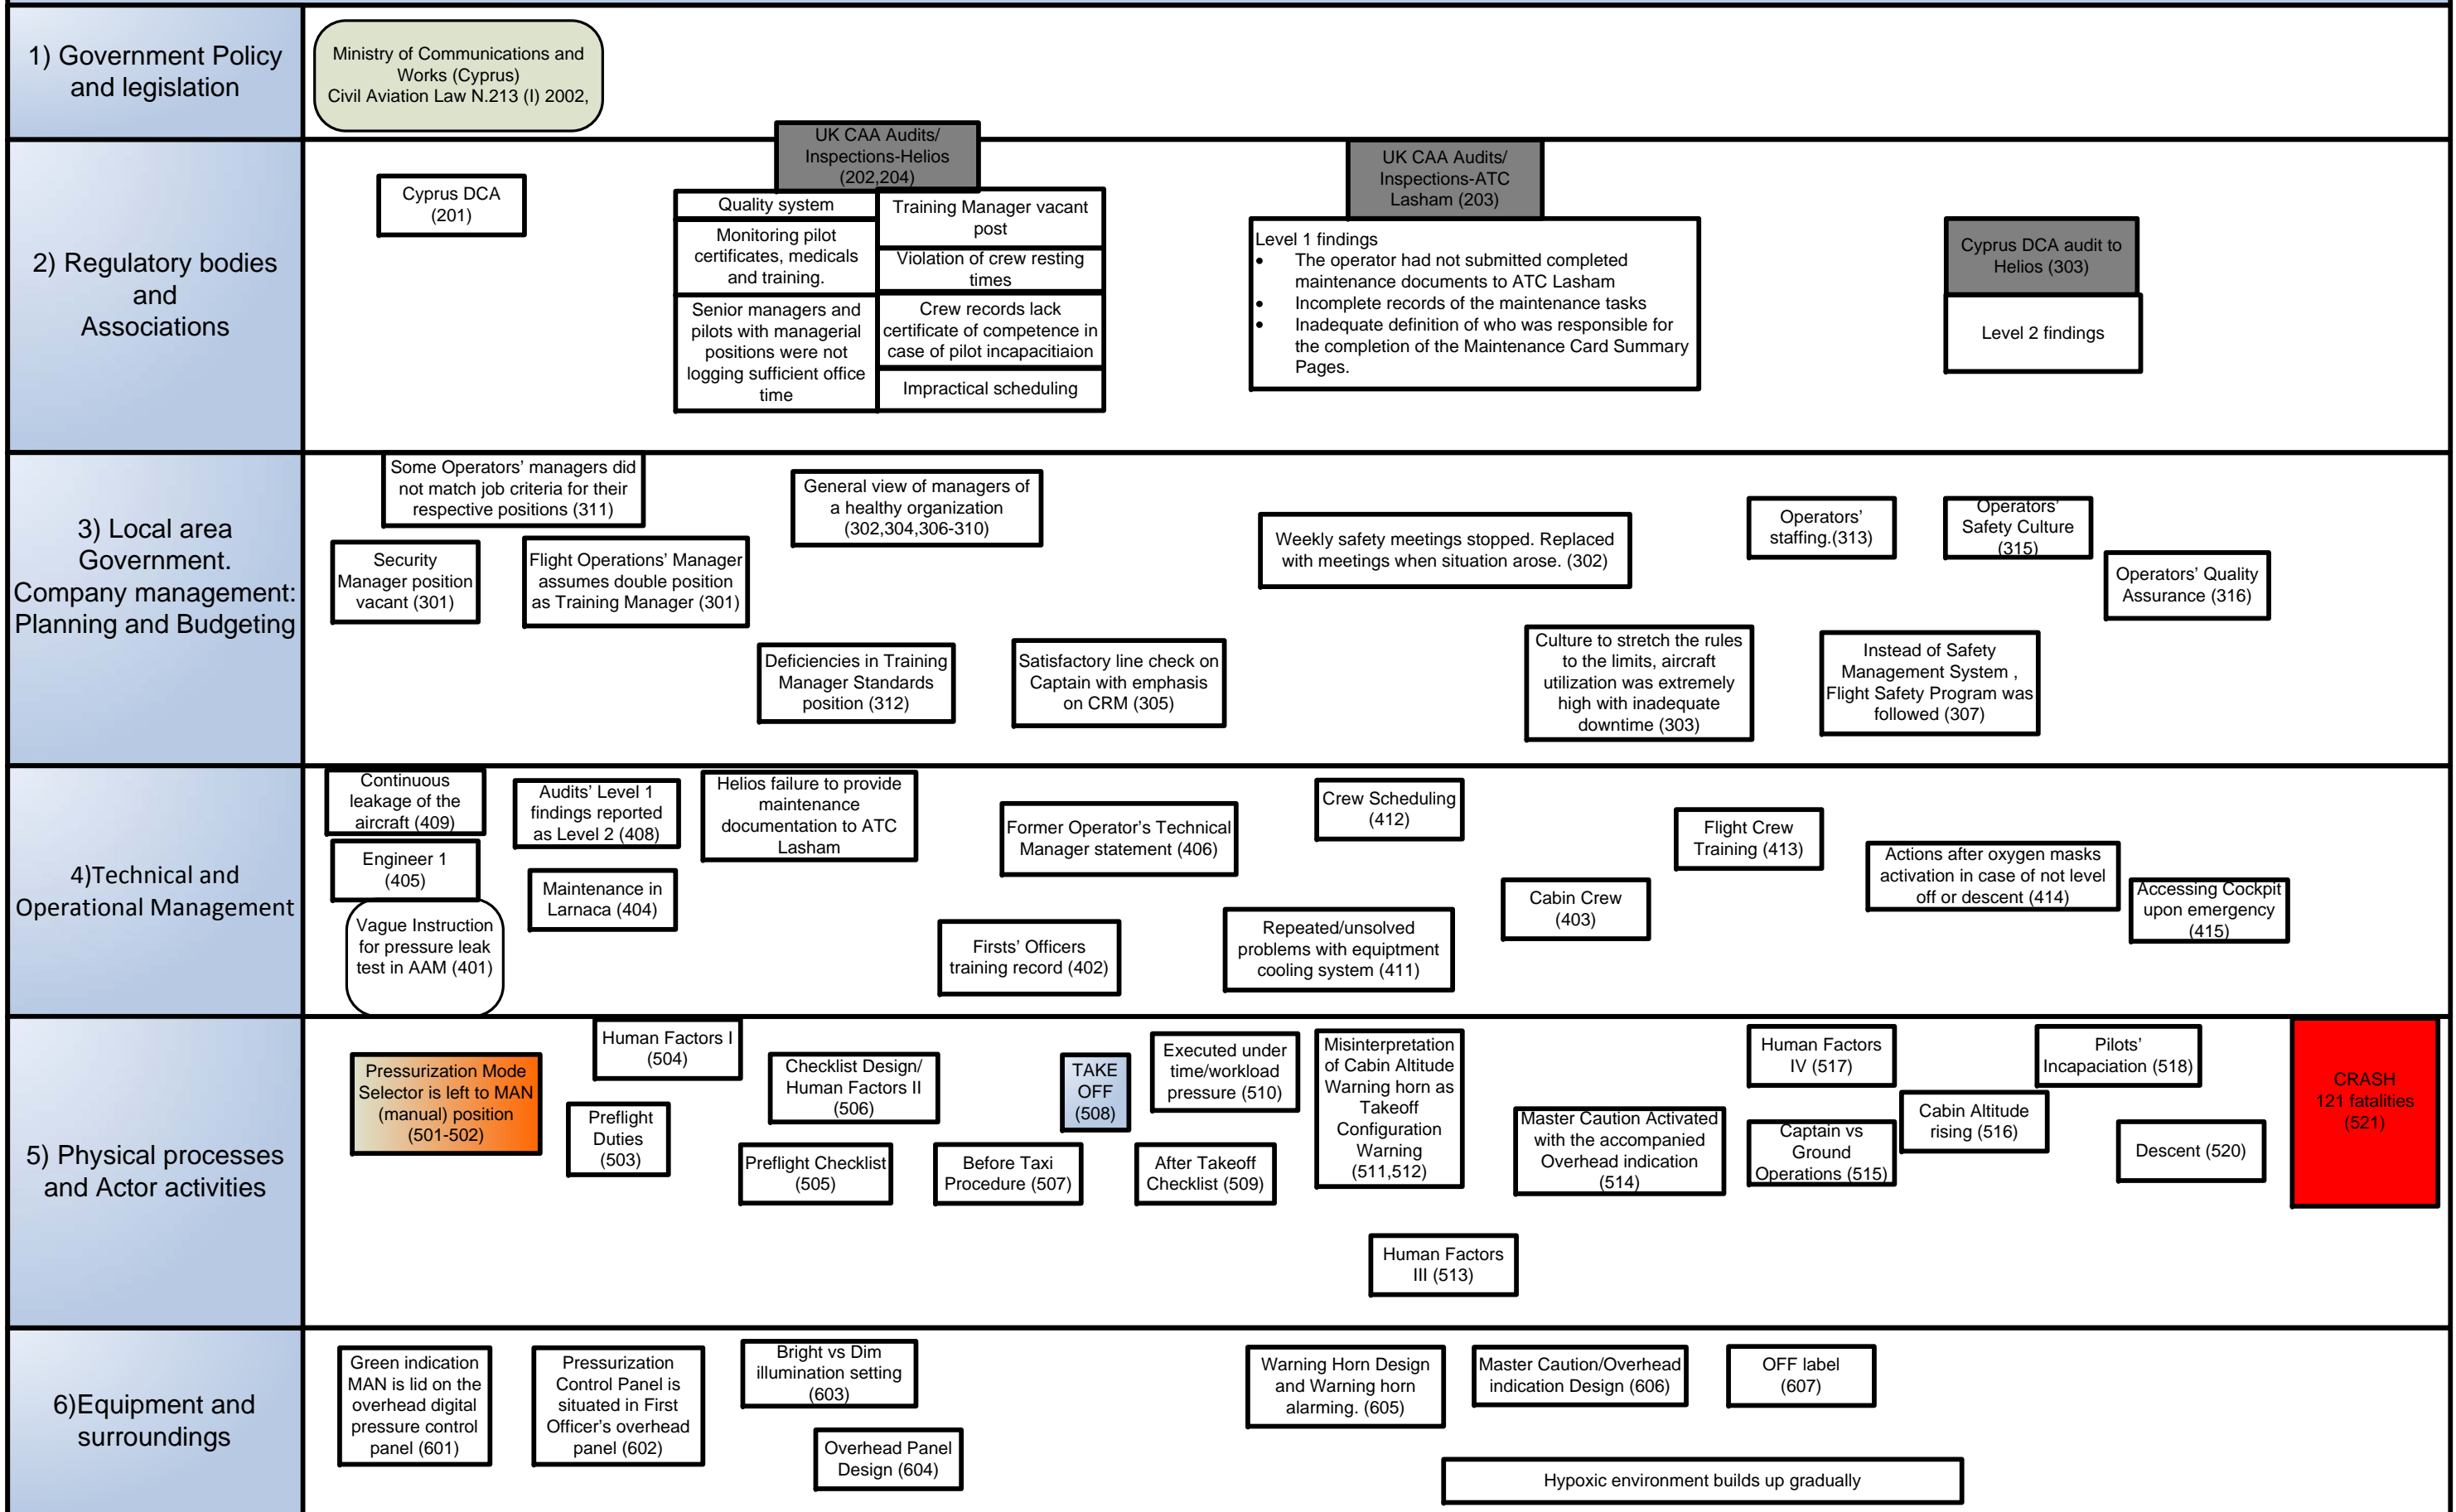 1) Government Policy
and legislation
Ministry of Communications and
Works (Cyprus)
Civil Aviation Law N.213 (I) 2002,
2) Regulatory bodies
and
Associations
Cyprus DCA
(201)
UK CAA Audits/
Inspections-Helios
(202,204)
Quality system
Monitoring pilot
certificates, medicals
and training.
Senior managers and
pilots with managerial
positions were not
logging sufficient office
time
Training Manager vacant
post
Violation of crew resting
times
Crew records lack
certificate of competence in
case of pilot incapacitiaion
Impractical scheduling
UK CAA Audits/
Inspections-ATC
Lasham (203)
Level 1 findings
• The operator had not submitted completed
maintenance documents to ATC Lasham
• Incomplete records of the maintenance tasks
• Inadequate definition of who was responsible for
the completion of the Maintenance Card Summary
Pages.
Cyprus DCA audit to
Helios (303)
Level 2 findings
3) Local area
Government.
Company management:
Planning and Budgeting
Some Operators' managers did
not match job criteria for their
respective positions (311)
Security
Manager position
vacant (301)
Flight Operations' Manager
assumes double position
as Training Manager (301)
General view of managers of
a healthy organization
(302,304,306-310)
Deficiencies in Training
Manager Standards
position (312)
Satisfactory line check on
Captain with emphasis
on CRM (305)
Weekly safety meetings stopped. Replaced
with meetings when situation arose. (302)
Culture to stretch the rules
to the limits, aircraft
utilization was extremely
high with inadequate
downtime (303)
Operators'
staffing.(313)
Operators'
Safety Culture
(315)
Operators' Quality
Assurance (316)
Instead of Safety
Management System ,
Flight Safety Program was
followed (307)
4)Technical and
Operational Management
Continuous
leakage of the
aircraft (409)
Engineer 1
(405)
Vague Instruction
for pressure leak
test in AAM (401)
Audits' Level 1
findings reported
as Level 2 (408)
Maintenance in
Larnaca (404)
Helios failure to provide
maintenance
documentation to ATC
Lasham
Former Operator's Technical
Manager statement (406)
Firsts' Officers
training record (402)
Crew Scheduling
(412)
Repeated/unsolved
problems with equiptment
cooling system (411)
Cabin Crew
(403)
Flight Crew
Training (413)
Actions after oxygen masks
activation in case of not level
off or descent (414)
Accessing Cockpit
upon emergency
(415)
5) Physical processes
and Actor activities
Pressurization Mode
Selector is left to MAN
(manual) position
(501-502)
Human Factors I
(504)
Preflight
Duties
(503)
Checklist Design/
Human Factors II
(506)
Preflight Checklist
(505)
Before Taxi
Procedure (507)
TAKE
OFF
(508)
Executed under
time/workload
pressure (510)
After Takeoff
Checklist (509)
Misinterpretation
of Cabin Altitude
Warning horn as
Takeoff
Configuration
Warning
(511,512)
Human Factors
III (513)
Master Caution Activated
with the accompanied
Overhead indication
(514)
Human Factors
IV (517)
Captain vs
Ground
Operations (515)
Cabin Altitude
rising (516)
Pilots'
Incapaciation (518)
Descent (520)
CRASH
121 fatalities
(521)
6)Equipment and
surroundings
Green indication
MAN is lid on the
overhead digital
pressure control
panel (601)
Pressurization
Control Panel is
situated in First
Officer's overhead
panel (602)
Bright vs Dim
illumination setting
(603)
Overhead Panel
Design (604)
Warning Horn Design
and Warning horn
alarming. (605)
Master Caution/Overhead
indication Design (606)
OFF label
(607)
Hypoxic environment builds up gradually